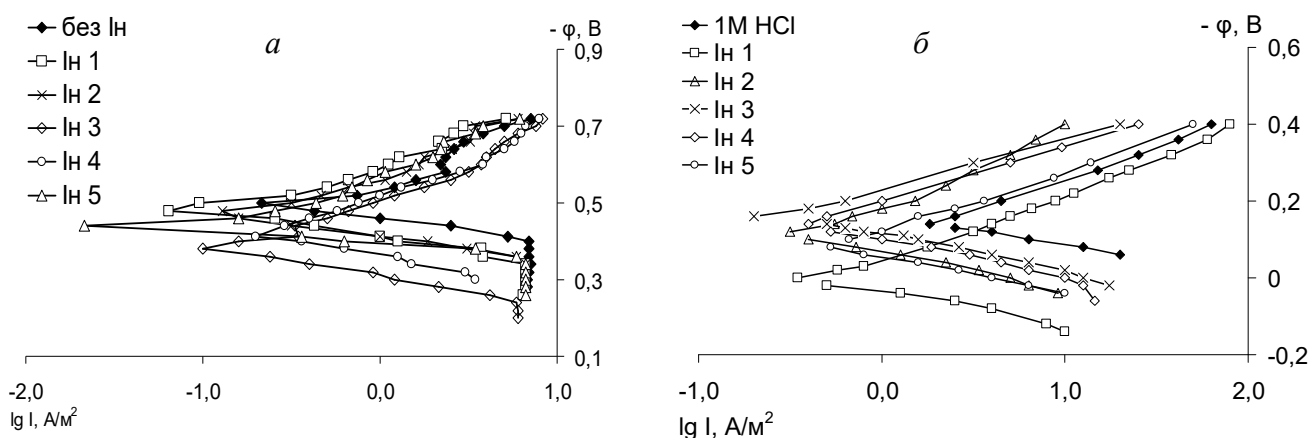 без Ін
Ін 1
Ін 2
Ін 3
Ін 4
Ін 5
а
- φ, В
0,9
0,7
0,5
0,3
0,1
-2,0 -1,0 0,0 1,0
lg I, А/м²
1М HCl
Ін 1
Ін 2
Ін 3
Ін 4
Ін 5
б
- φ, В
0,6
0,4
0,2
0
-0,2
-1,0 0,0 1,0 2,0
lg I, А/м²